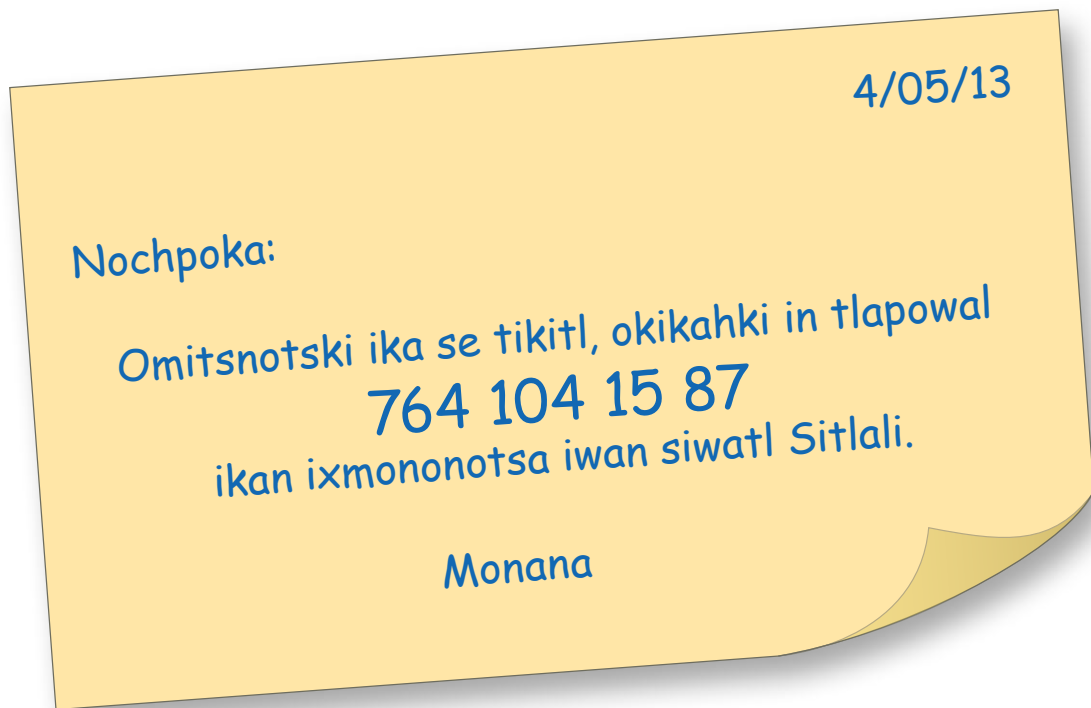 4/05/13
Nochpoka:
Omitsnotski ika se tikitl, okikahki in tlapowal
764 104 15 87
ikan ixmononotsa iwan siwatl Sitlali.
Monana